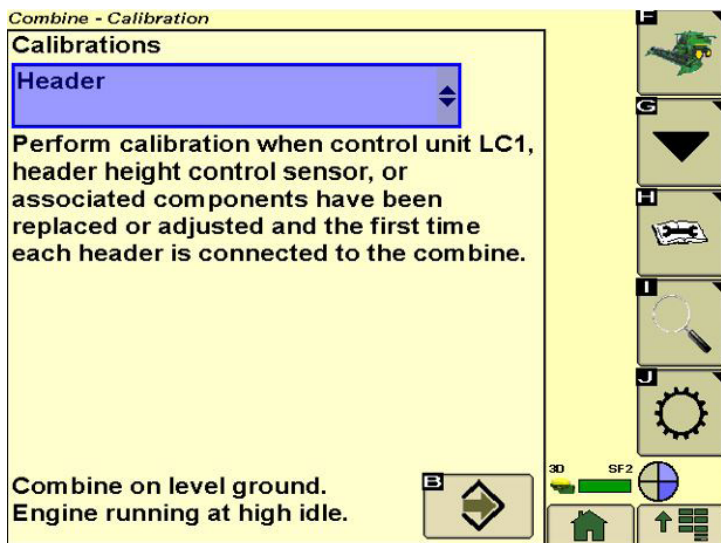 Combine - Calibration
Calibrations
Header
Perform calibration when control unit LC1,
header height control sensor, or
associated components have been
replaced or adjusted and the first time
each header is connected to the combine.
Combine on level ground.
Engine running at high idle.
B
F
G
H
I
J
3D SF2